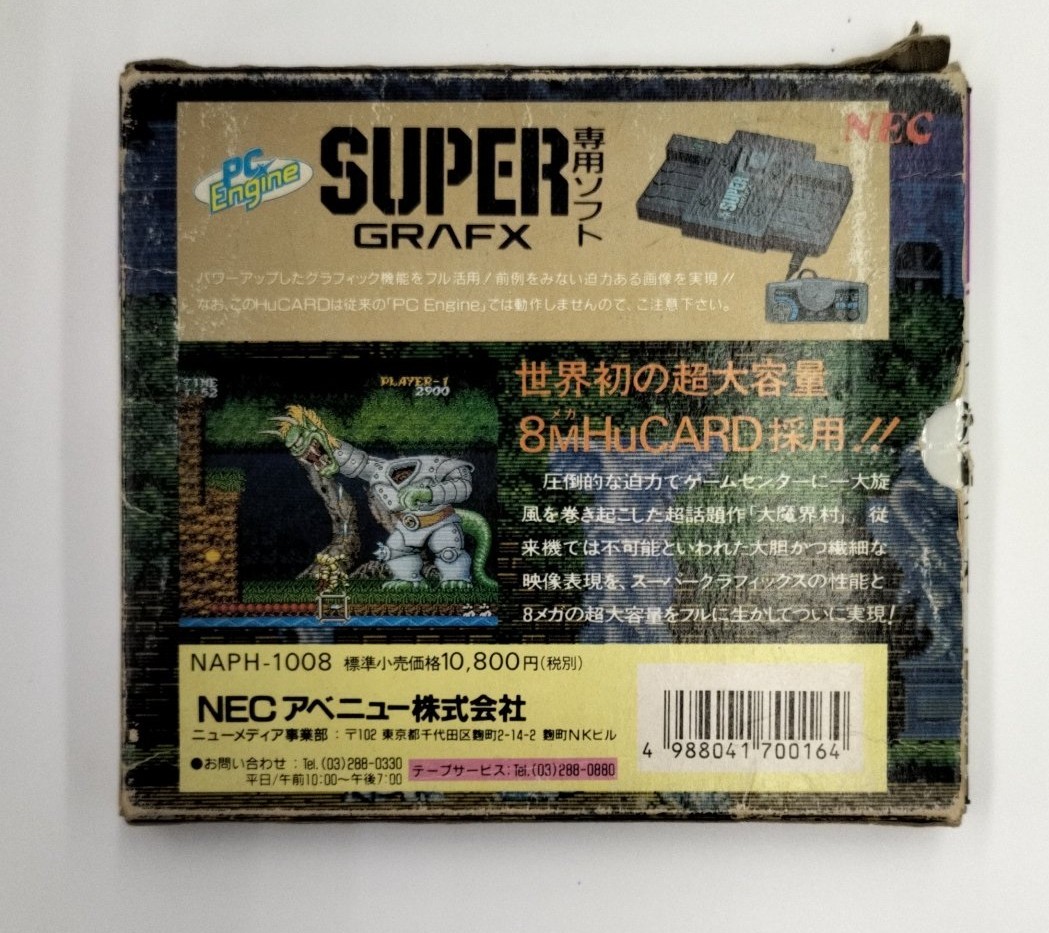 NEC
PC Engine
SUPER
GRAFX
専用ソフト
パワーアップしたグラフィック機能をフル活用!前例をみない迫力ある画像を実現!!
なお、このHuCARDは従来の「PC Engine」では動作しませんので、ご注意下さい。
TIME
PLAYER-1
2900
世界初の超大容量
メガ
8MHuCARD採用!!
圧倒的な迫力でゲームセンターに一大旋
風を巻き起こした超話題作「大魔界村」 従
来機では不可能といわれた大胆かつ繊細な
映像表現を、スーパーグラフィックスの性能と
8メガの超大容量をフルに生かしてついに実現!
NAPH-1008 標準小売価格10,800円(税別)
NECアベニュー株式会社
ニューメディア事業部:〒102 東京都千代田区麴町2-14-2 麴町NKビル
●お問い合わせ:Tel.(03)288-0330
平日/午前10:00〜午後7:00
テープサービス:Tel.(03)288-0880
4 988041 700164